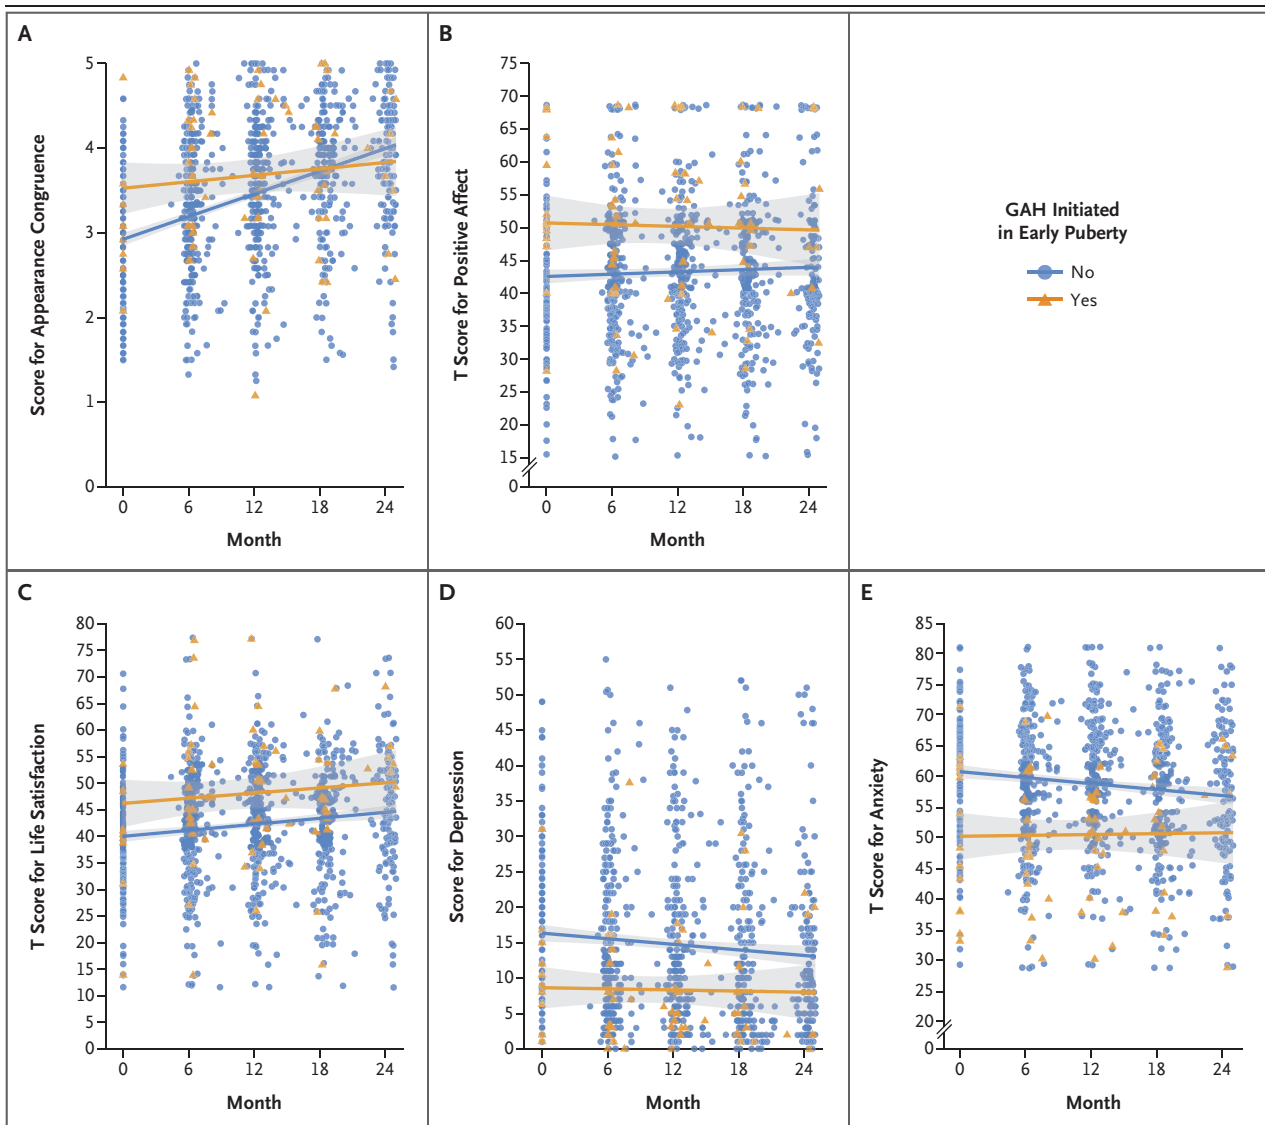 A
Score for Appearance Congruence
5
4
3
2
1
0
0 6 12 18 24
Month
B
T Score for Positive Affect
75
70
65
60
55
50
45
40
35
30
25
20
15
0
0 6 12 18 24
Month
GAH Initiated
in Early Puberty
No
Yes
C
T Score for Life Satisfaction
80
75
70
65
60
55
50
45
40
35
30
25
20
15
10
5
0
0 6 12 18 24
Month
D
Score for Depression
60
55
50
45
40
35
30
25
20
15
10
5
0
0 6 12 18 24
Month
E
T Score for Anxiety
85
80
75
70
65
60
55
50
45
40
35
30
25
20
0
0 6 12 18 24
Month